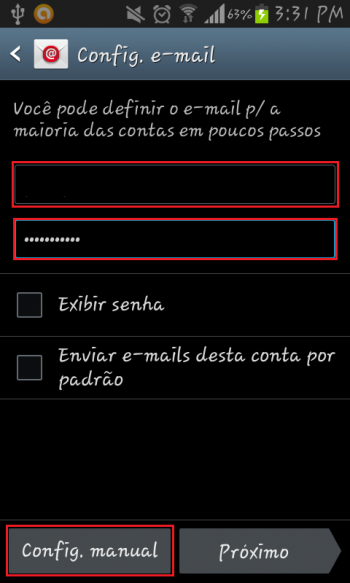 63% 3:31 PM
Config. e-mail
Você pode definir o e-mail p/ a
maioria das contas em poucos passos
•••••••••••
Exibir senha
Enviar e-mails desta conta por
padrão
Config. manual
Próximo